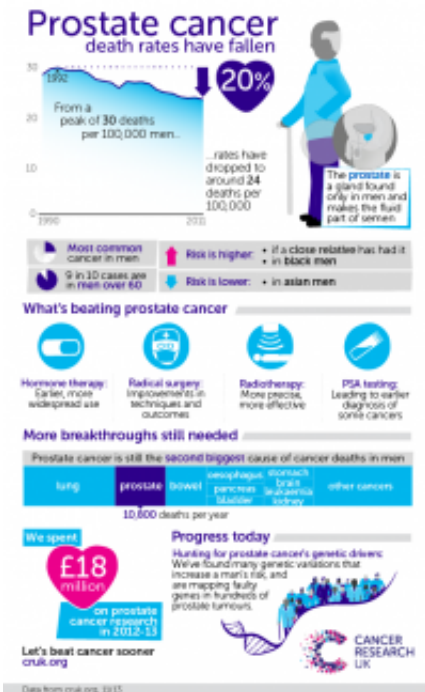 Prostate cancer
death rates have fallen
30
1992
20%
From a
peak of 30 deaths
per 100,000 men...
20
...rates have
dropped to
around 24
deaths per
100,000
10
0
1990
2011
The prostate is
a gland found
only in men and
makes the fluid
part of semen
Most common
cancer in men
9 in 10 cases are
in men over 60
Risk is higher:
• if a close relative has had it
• in black men
Risk is lower:
• in asian men
What's beating prostate cancer
Hormone therapy:
Earlier, more
widespread use
Radical surgery:
Improvements in
techniques and
outcomes
Radiotherapy:
More precise,
more effective
PSA testing:
Leading to earlier
diagnosis of
some cancers
More breakthroughs still needed
Prostate cancer is still the second biggest cause of cancer deaths in men
lung
prostate
bowel
oesophagus
pancreas
bladder
stomach
brain
leukaemia
kidney
other cancers
10,800 deaths per year
We spent
£18
million
on prostate
cancer research
in 2012-13
Let's beat cancer sooner
cruk.org
Progress today
Hunting for prostate cancer's genetic drivers:
We've found many genetic variations that
increase a man's risk, and
are mapping faulty
genes in hundreds of
prostate tumours.
CANCER
RESEARCH
UK
Data from cruk.org,